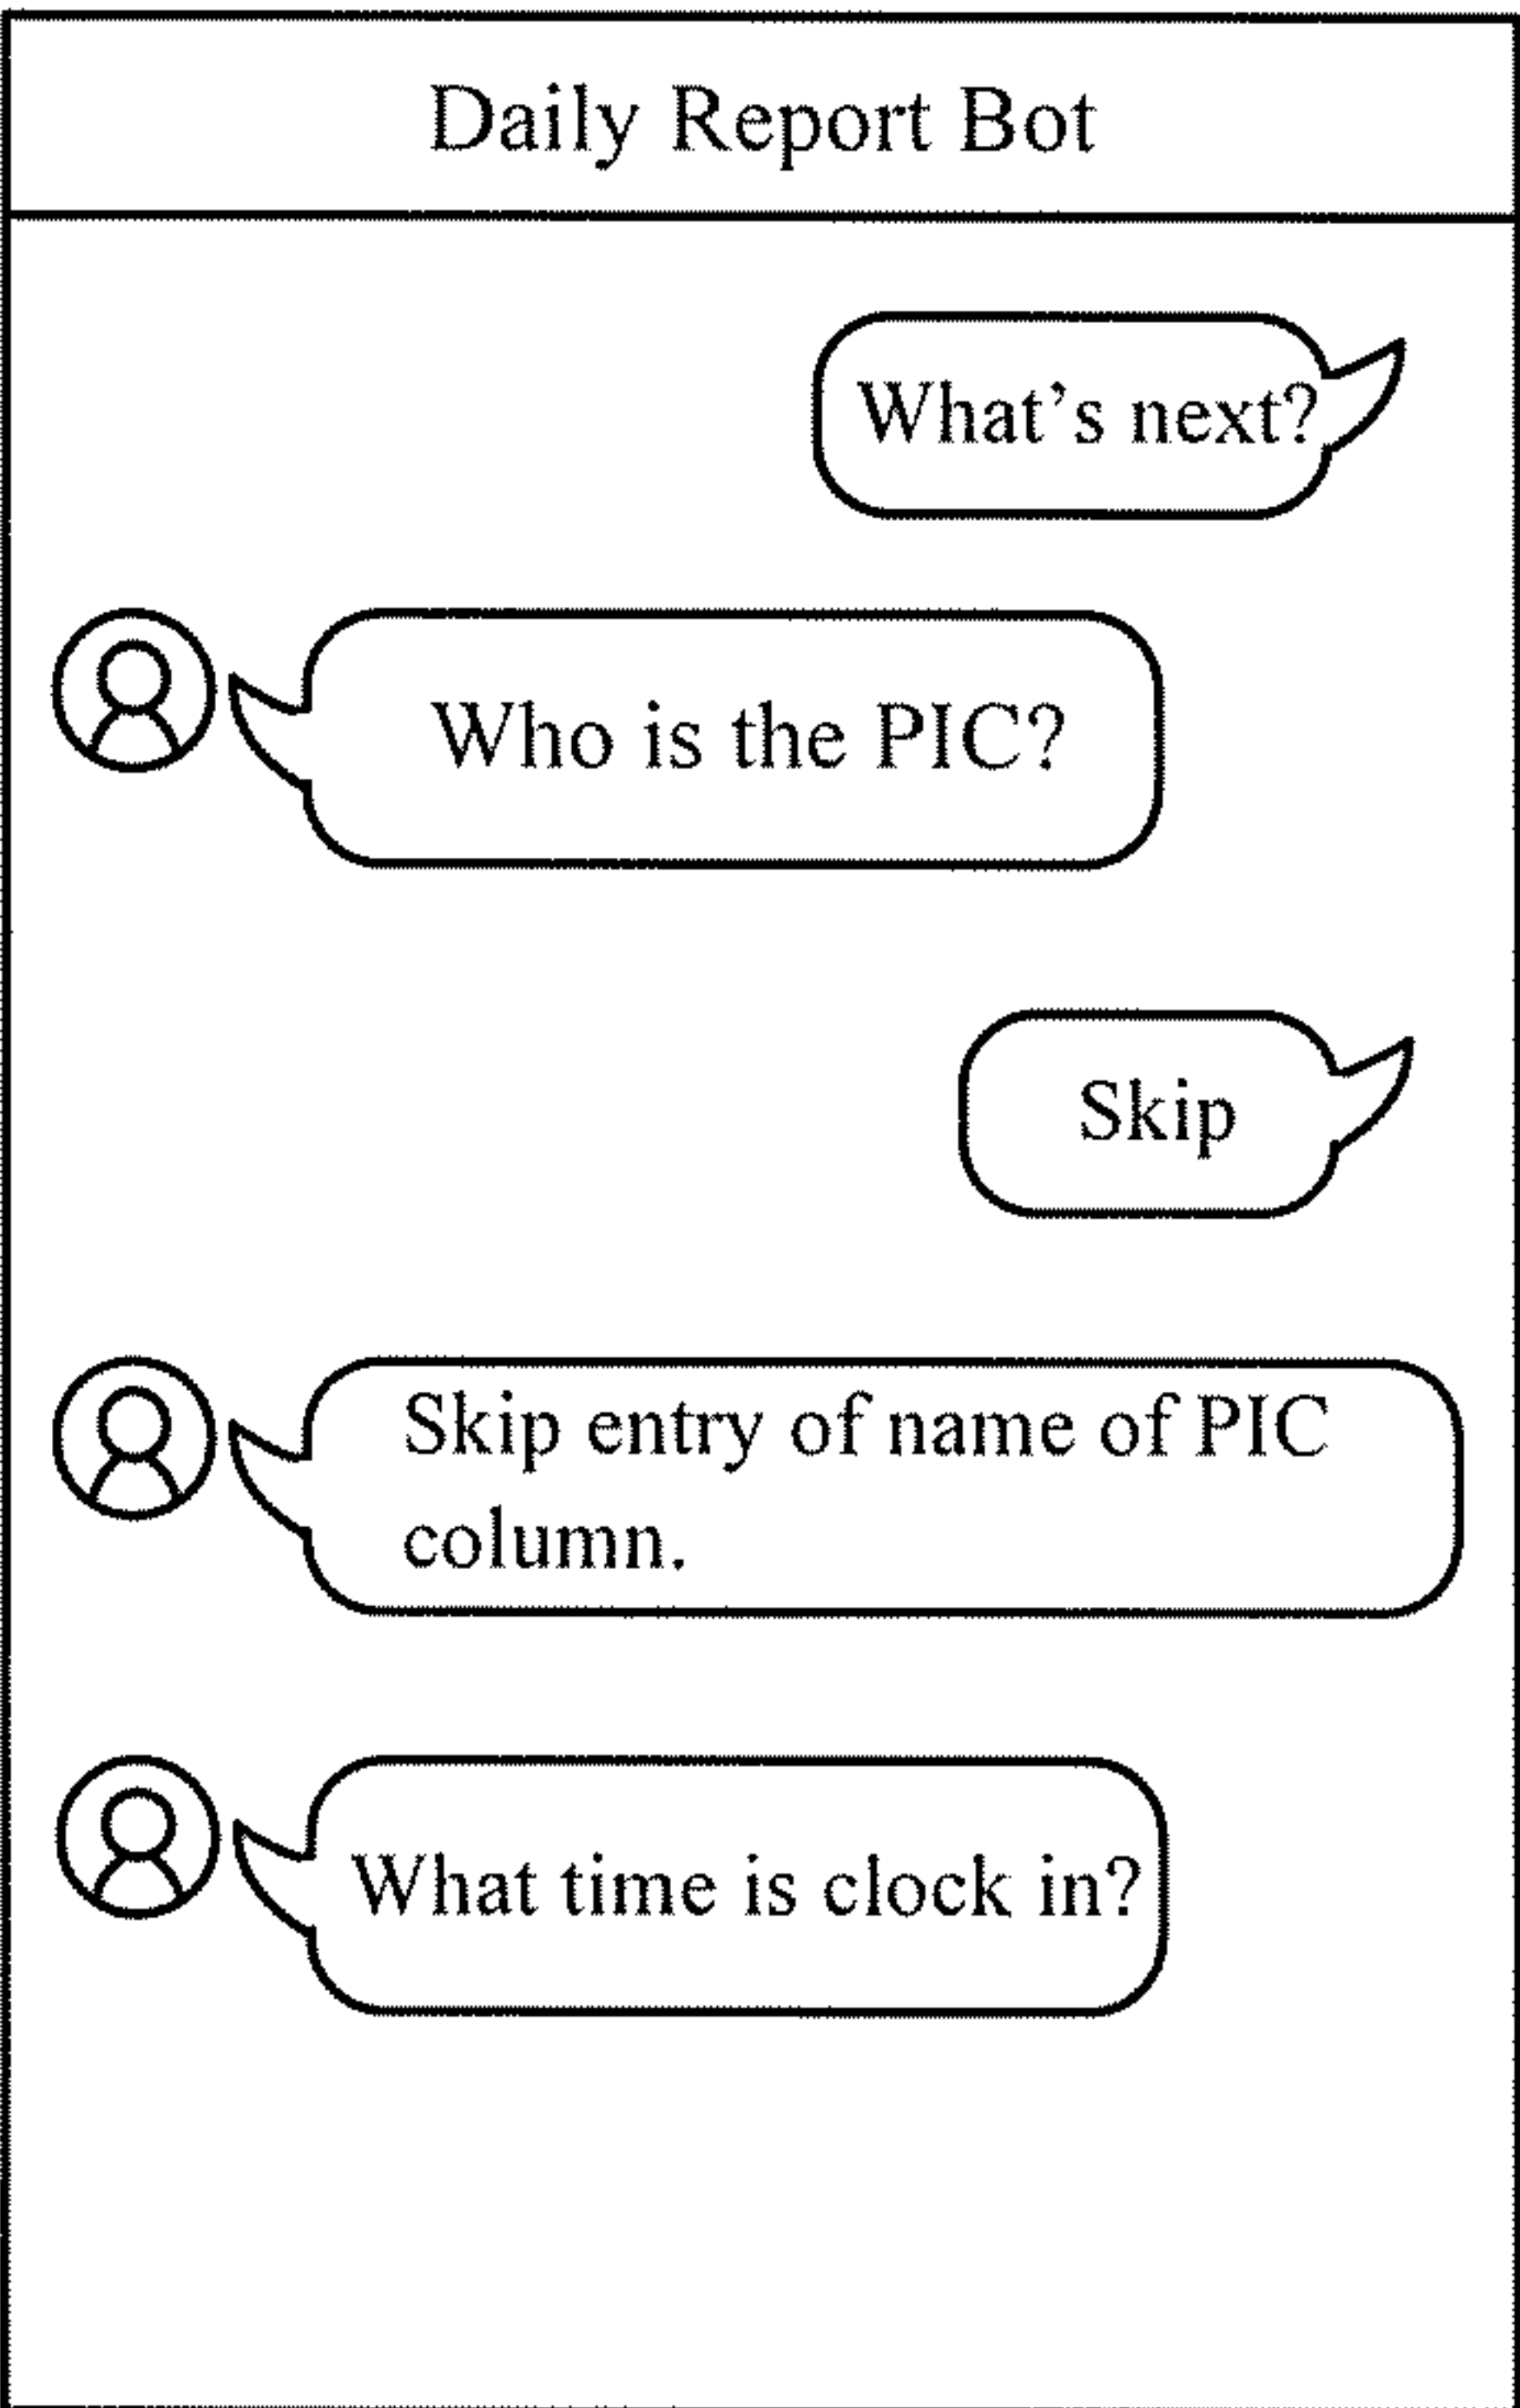 Daily Report Bot
What’s next?
Who is the PIC?
Skip
Skip entry of name of PIC
column.
What time is clock in?